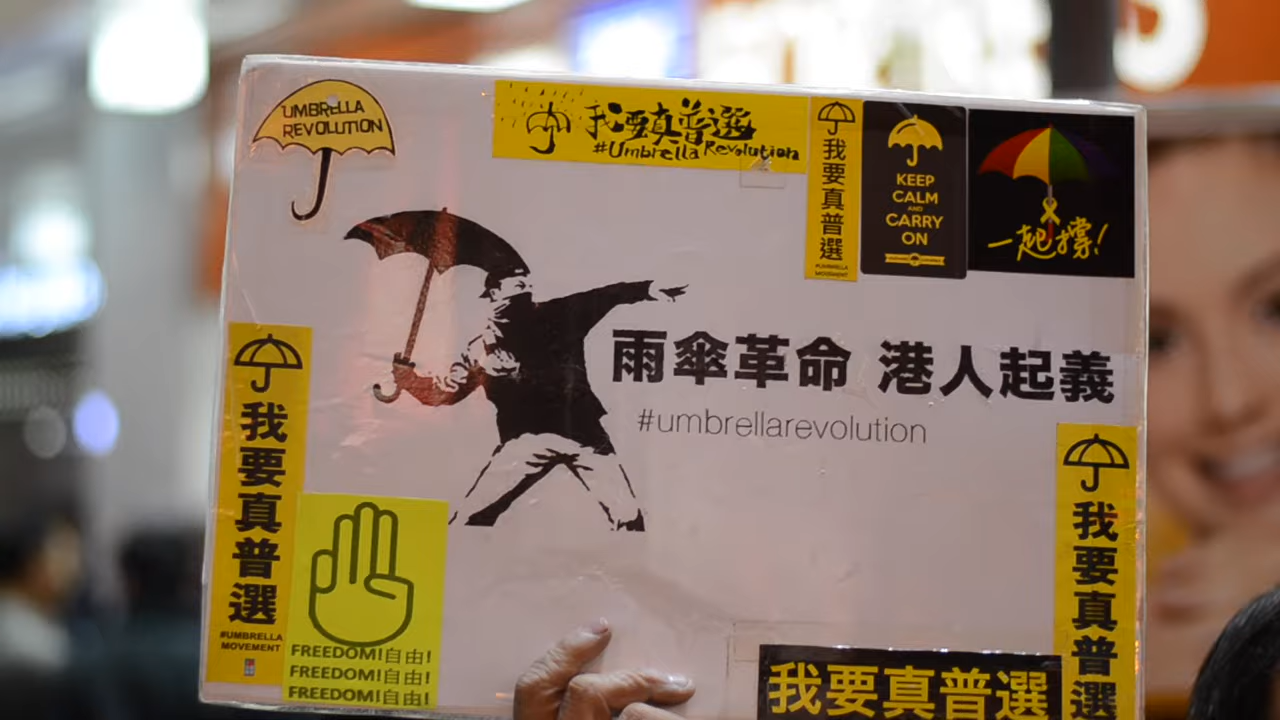 UMBRELLA
REVOLUTION
我要真普選
#Umbrella Revolution
我要真普選
#UMBRELLA
MOVEMENT
KEEP
CALM
AND
CARRY
ON
一起撐!
雨傘革命 港人起義
#umbrellarevolution
我要真普選
#UMBRELLA
MOVEMENT
FREEDOM!自由!
FREEDOM!自由!
FREEDOM!自由!
我要真普選
我要真普選